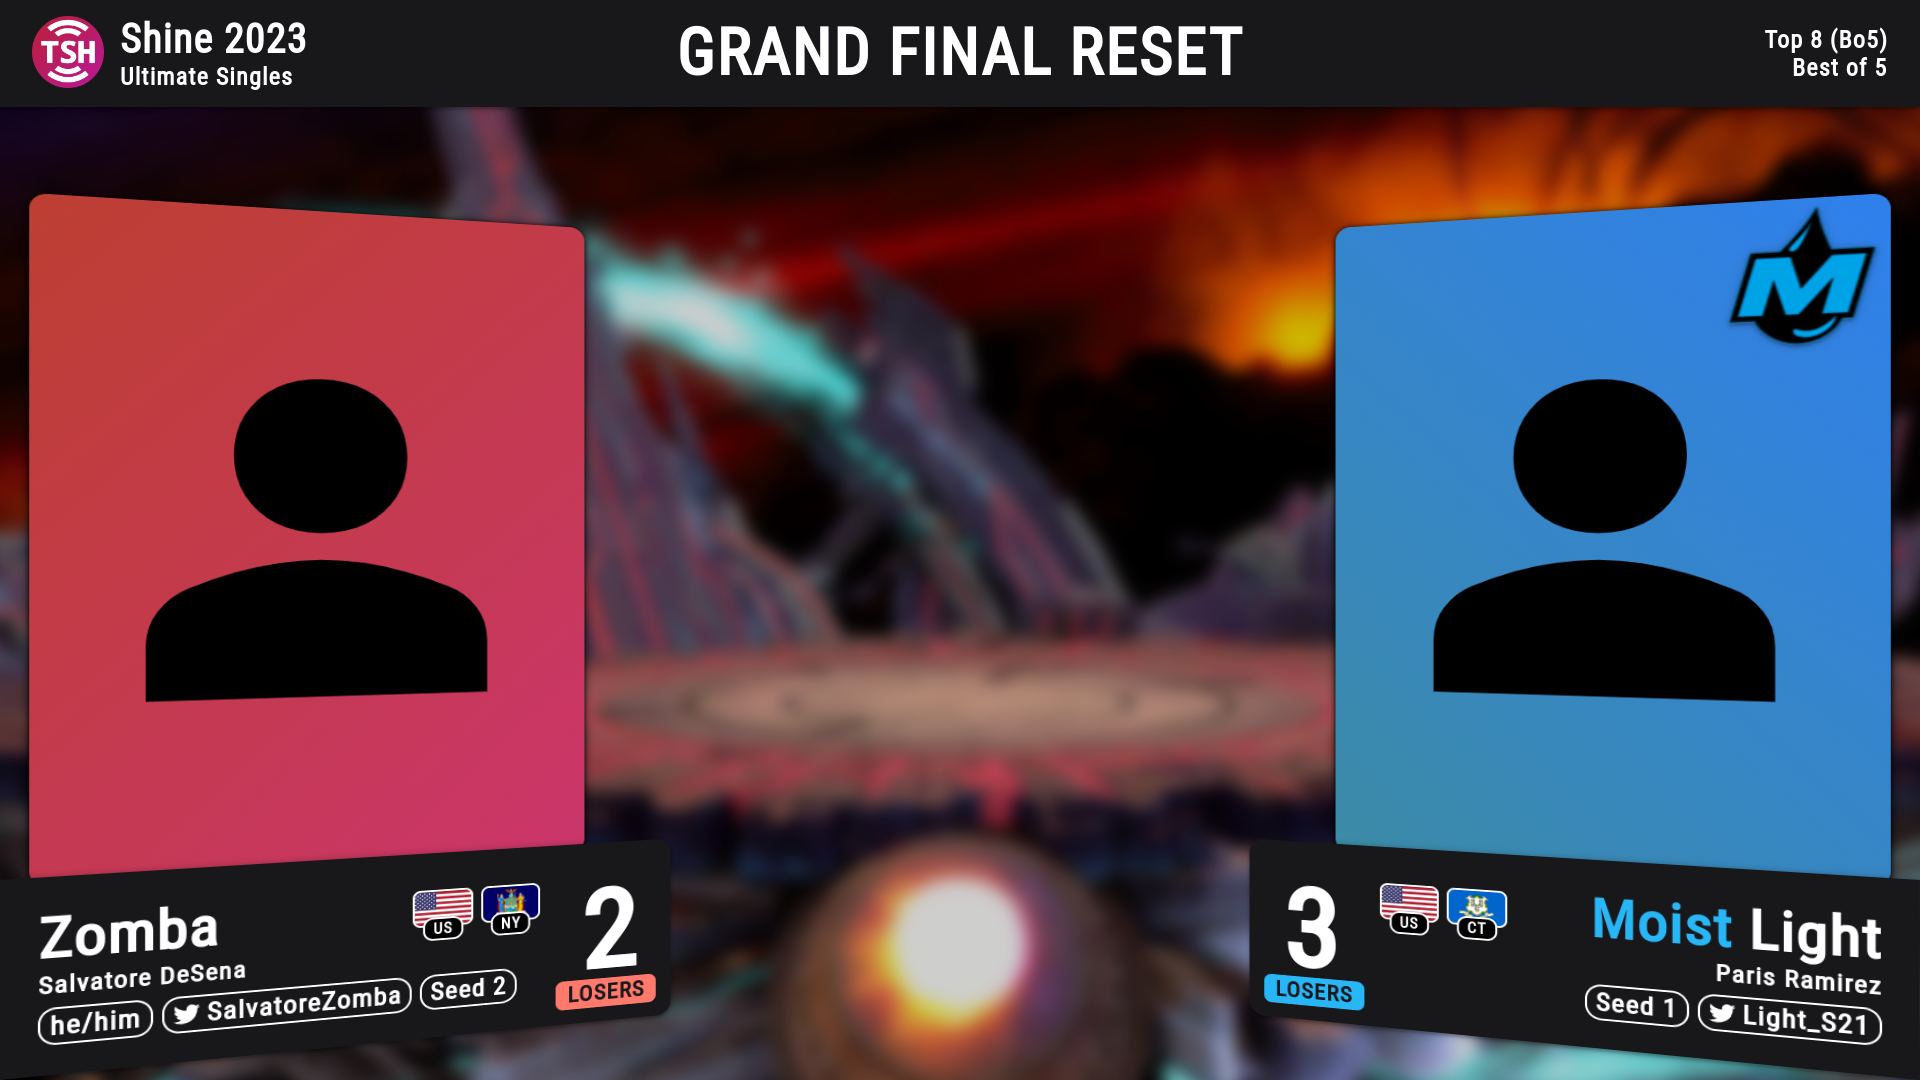 TSH
Shine 2023
Ultimate Singles
GRAND FINAL RESET
Top 8 (Bo5)
Best of 5
M
Zomba
Salvatore DeSena
he/him
SalvatoreZomba
Seed 2
US
NY
2
LOSERS
3
LOSERS
US
CT
Moist Light
Paris Ramirez
Seed 1
Light_S21